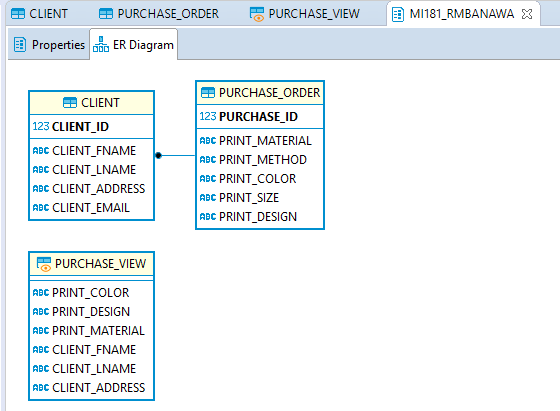 CLIENT PURCHASE_ORDER PURCHASE_VIEW MI181_RMBANAWA
Properties ER Diagram
CLIENT
123 CLIENT_ID
ABC CLIENT_FNAME
ABC CLIENT_LNAME
ABC CLIENT_ADDRESS
ABC CLIENT_EMAIL
PURCHASE_ORDER
123 PURCHASE_ID
ABC PRINT_MATERIAL
ABC PRINT_METHOD
ABC PRINT_COLOR
ABC PRINT_SIZE
ABC PRINT_DESIGN
PURCHASE_VIEW
ABC PRINT_COLOR
ABC PRINT_DESIGN
ABC PRINT_MATERIAL
ABC CLIENT_FNAME
ABC CLIENT_LNAME
ABC CLIENT_ADDRESS